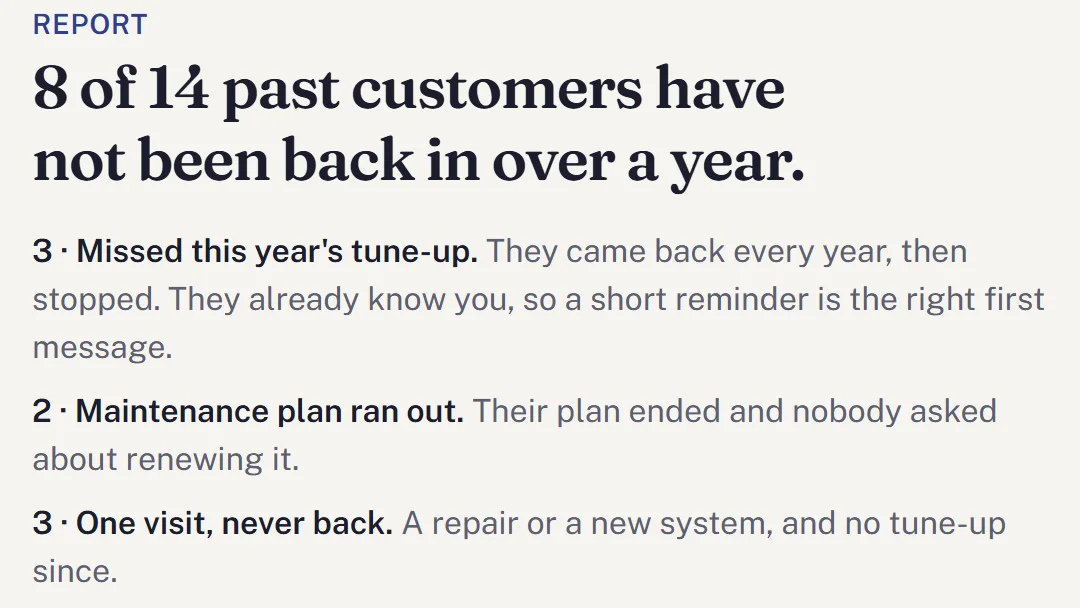 REPORT
8 of 14 past customers have
not been back in over a year.
3 · Missed this year's tune-up. They came back every year, then
stopped. They already know you, so a short reminder is the right first
message.
2 · Maintenance plan ran out. Their plan ended and nobody asked
about renewing it.
3 · One visit, never back. A repair or a new system, and no tune-up
since.